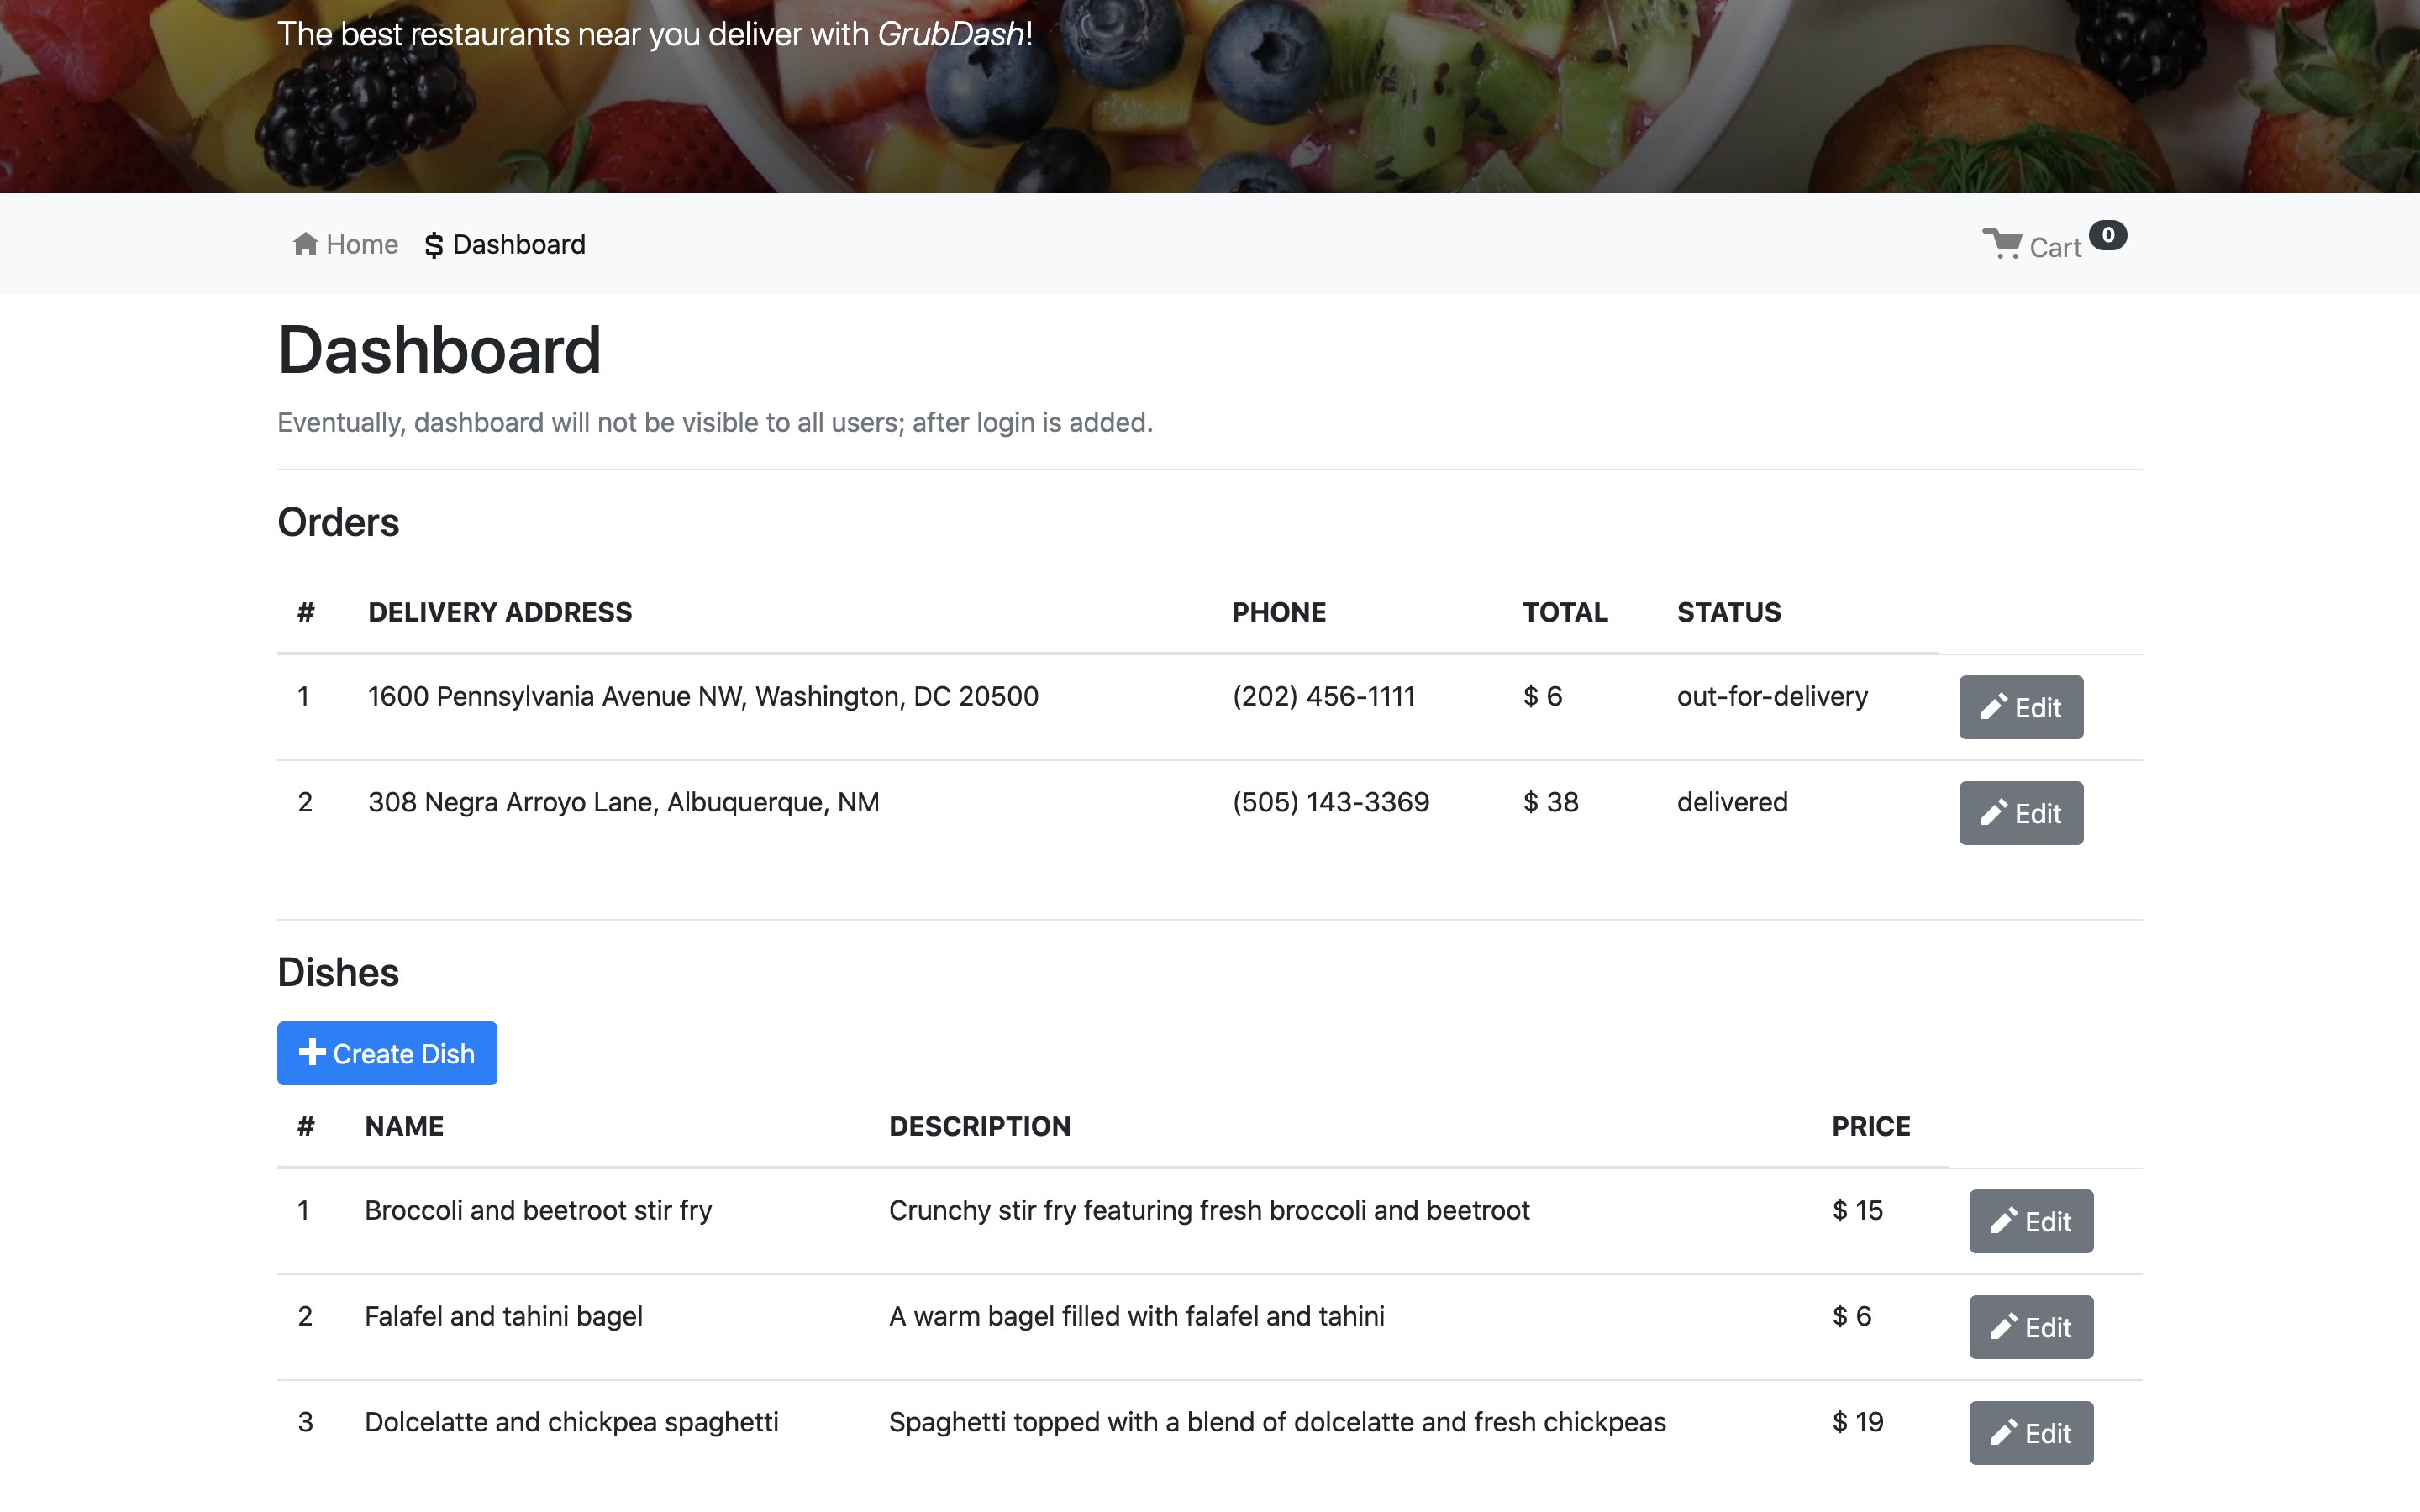 The best restaurants near you deliver with GrubDash!
Home $ Dashboard Cart 0
Dashboard
Eventually, dashboard will not be visible to all users; after login is added.
Orders
# DELIVERY ADDRESS PHONE TOTAL STATUS
1 1600 Pennsylvania Avenue NW, Washington, DC 20500 (202) 456-1111 $ 6 out-for-delivery Edit
2 308 Negra Arroyo Lane, Albuquerque, NM (505) 143-3369 $ 38 delivered Edit
Dishes
Create Dish
# NAME DESCRIPTION PRICE
1 Broccoli and beetroot stir fry Crunchy stir fry featuring fresh broccoli and beetroot $ 15 Edit
2 Falafel and tahini bagel A warm bagel filled with falafel and tahini $ 6 Edit
3 Dolcelatte and chickpea spaghetti Spaghetti topped with a blend of dolcelatte and fresh chickpeas $ 19 Edit